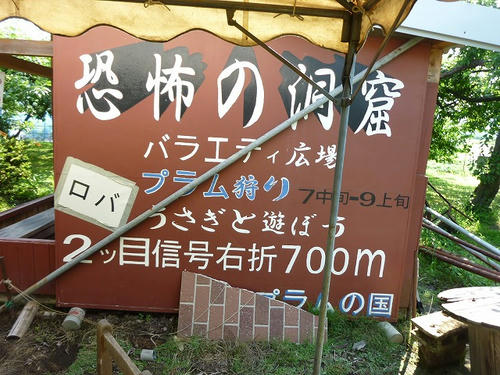 恐怖の洞窟
バラエティ広場
プラム狩り 7中旬-9上旬
ロバ
うさぎと遊ぼう
2ッ目信号右折700m
プラムの国